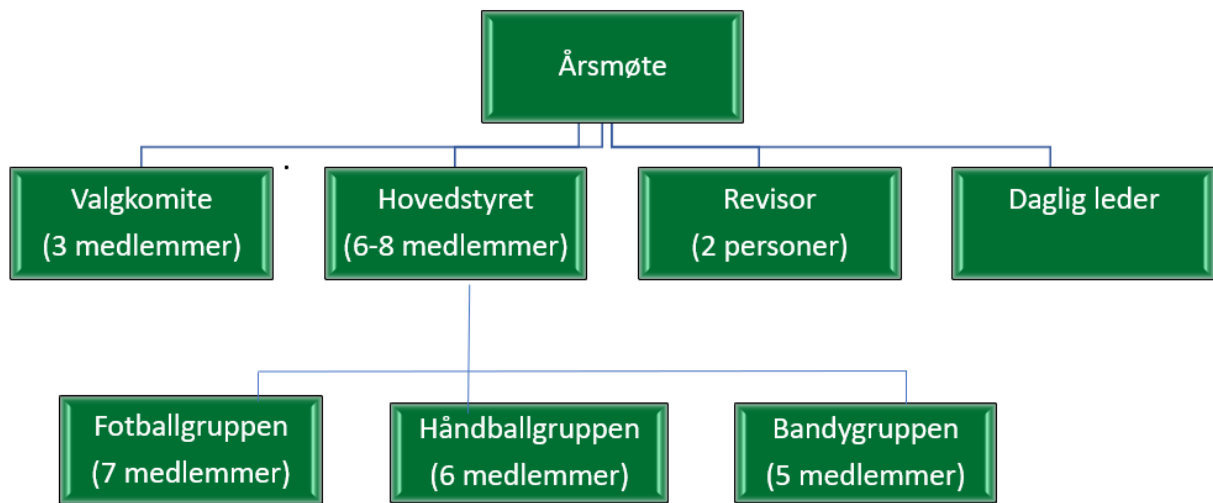 Årsmøte
Valgkomite
(3 medlemmer)
.
Hovedstyret
(6-8 medlemmer)
Revisor
(2 personer)
Daglig leder
Fotballgruppen
(7 medlemmer)
Håndballgruppen
(6 medlemmer)
Bandygruppen
(5 medlemmer)